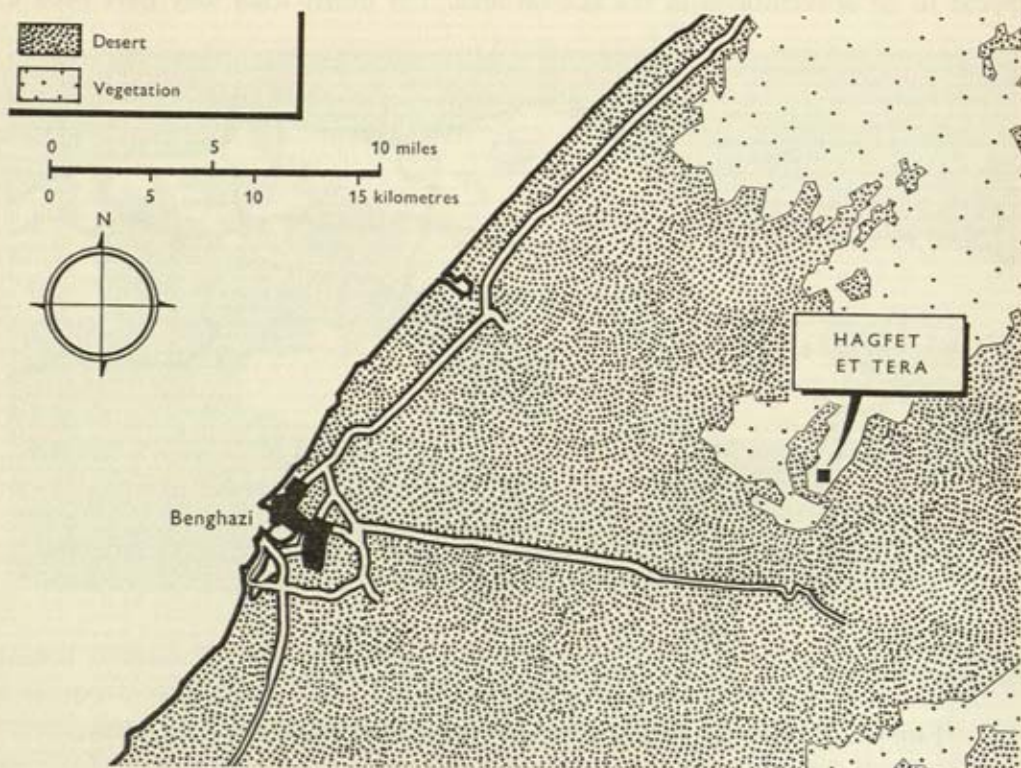 Desert
Vegetation
0 5 10 miles
0 5 10 15 kilometres
N
HAGFET
ET TERA
Benghazi